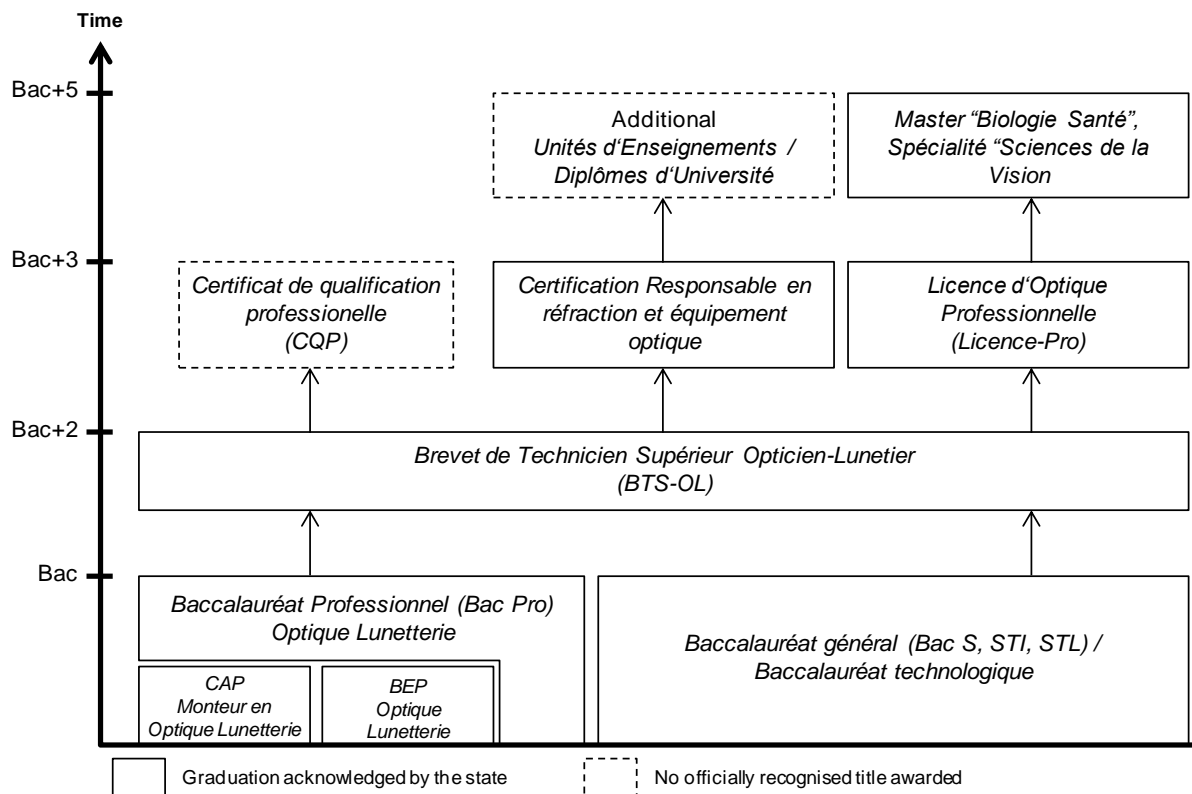 Time
Bac+5
Additional
Unités d'Enseignements /
Diplômes d'Université
Master “Biologie Santé”,
Spécialité “Sciences de la
Vision
Bac+3
Certificat de qualification
professionelle
(CQP)
Certification Responsable en
réfraction et équipement
optique
Licence d‘Optique
Professionnelle
(Licence-Pro)
Bac+2
Brevet de Technicien Supérieur Opticien-Lunetier
(BTS-OL)
Bac
Baccalauréat Professionnel (Bac Pro)
Optique Lunetterie
Baccalauréat général (Bac S, STI, STL) /
Baccalauréat technologique
CAP
Monteur en
Optique Lunetterie
BEP
Optique
Lunetterie
Graduation acknowledged by the state
No officially recognised title awarded